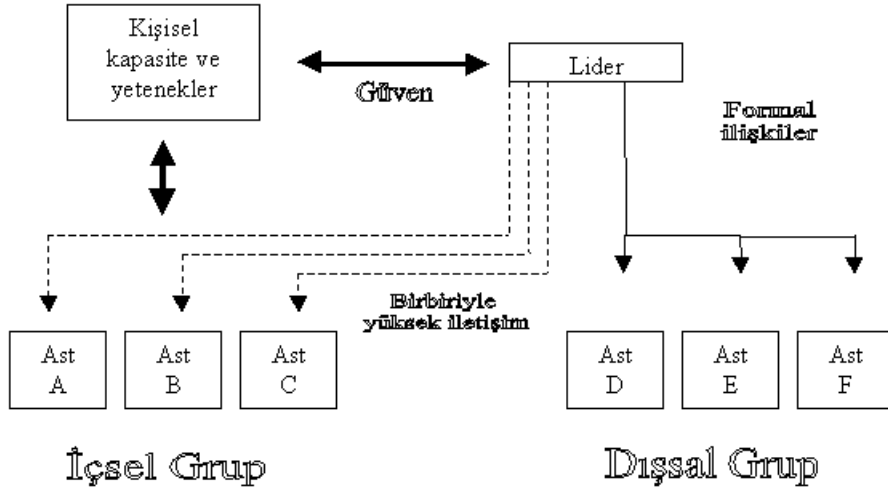 Kişisel
kapasite ve
yetenekler
Güven
Lider
Formal
ilişkiler
Birbiriyle
yüksek iletişim
Ast
A
Ast
B
Ast
C
Ast
D
Ast
E
Ast
F
İçsel Grup
Dışsal Grup